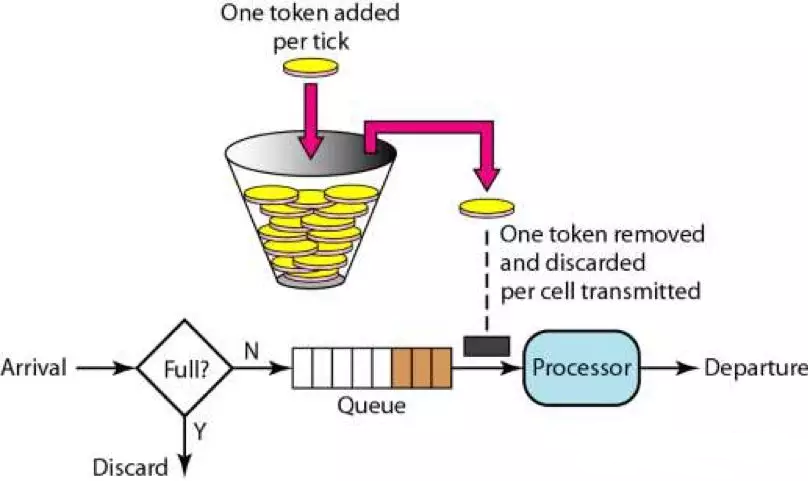 One token added
per tick
One token removed
and discarded
per cell transmitted
Arrival
Full?
N
Queue
Processor
Departure
Y
Discard